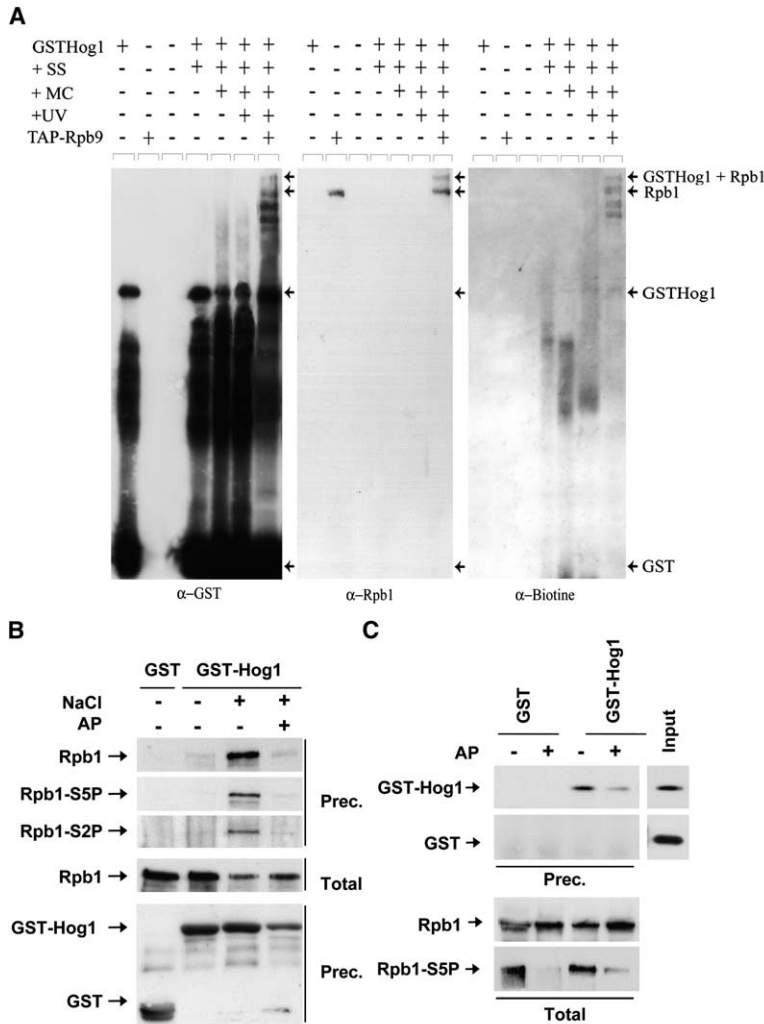 A
GSTHog1 + - - + + + + + - - + + + + + - - + + + +
+ SS - - - + + + + - - - + + + + - - - + + + +
+ MC - - - - + + + - - - - + + + - - - - + + +
+UV - - - - - + + - - - - - + + - - - - - + +
TAP-Rpb9 - + - - - - + - + - - - - + - + - - - - +
← ← GSTHog1 + Rpb1
← ← Rpb1
← ← ← GSTHog1
← ← ← GST
α-GST α-Rpb1 α-Biotine
B
GST GST-Hog1
NaCl - - + +
AP - - - +
Rpb1→
Rpb1-S5P→
Prec.
Rpb1-S2P→
Rpb1→
Total
GST-Hog1→
Prec.
GST→
C
GST GST-Hog1 Input
AP - + - +
GST-Hog1→
GST→
Prec.
Rpb1→
Rpb1-S5P→
Total